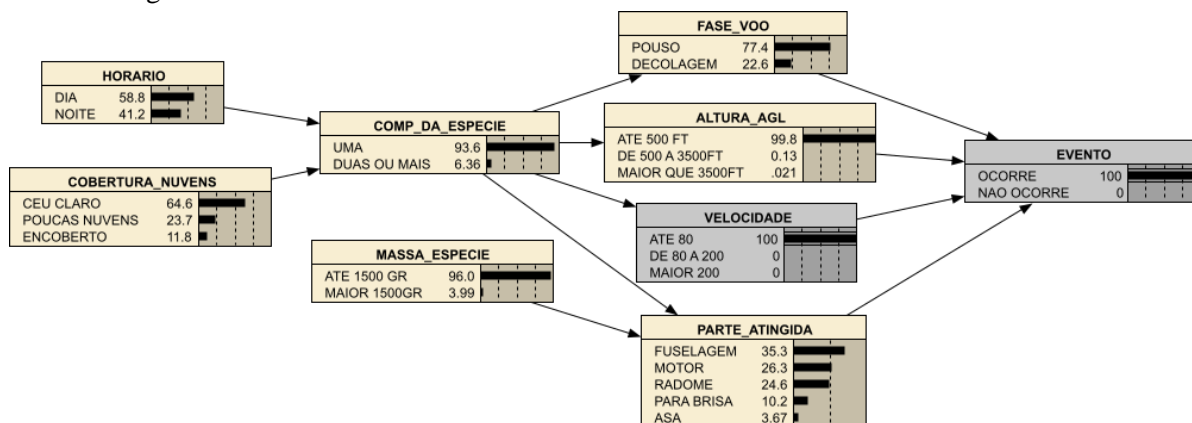 FASE_VOO
POUSO 77.4
DECOLAGEM 22.6
HORARIO
DIA 58.8
NOITE 41.2
COMP_DA_ESPECIE
UMA 93.6
DUAS OU MAIS 6.36
ALTURA_AGL
ATE 500 FT 99.8
DE 500 A 3500FT 0.13
MAIOR QUE 3500FT .021
EVENTO
OCORRE 100
NAO OCORRE 0
COBERTURA_NUVENS
CEU CLARO 64.6
POUCAS NUVENS 23.7
ENCOBERTO 11.8
VELOCIDADE
ATE 80 100
DE 80 A 200 0
MAIOR 200 0
MASSA_ESPECIE
ATE 1500 GR 96.0
MAIOR 1500GR 3.99
PARTE_ATINGIDA
FUSELAGEM 35.3
MOTOR 26.3
RADOME 24.6
PARA BRISA 10.2
ASA 3.67